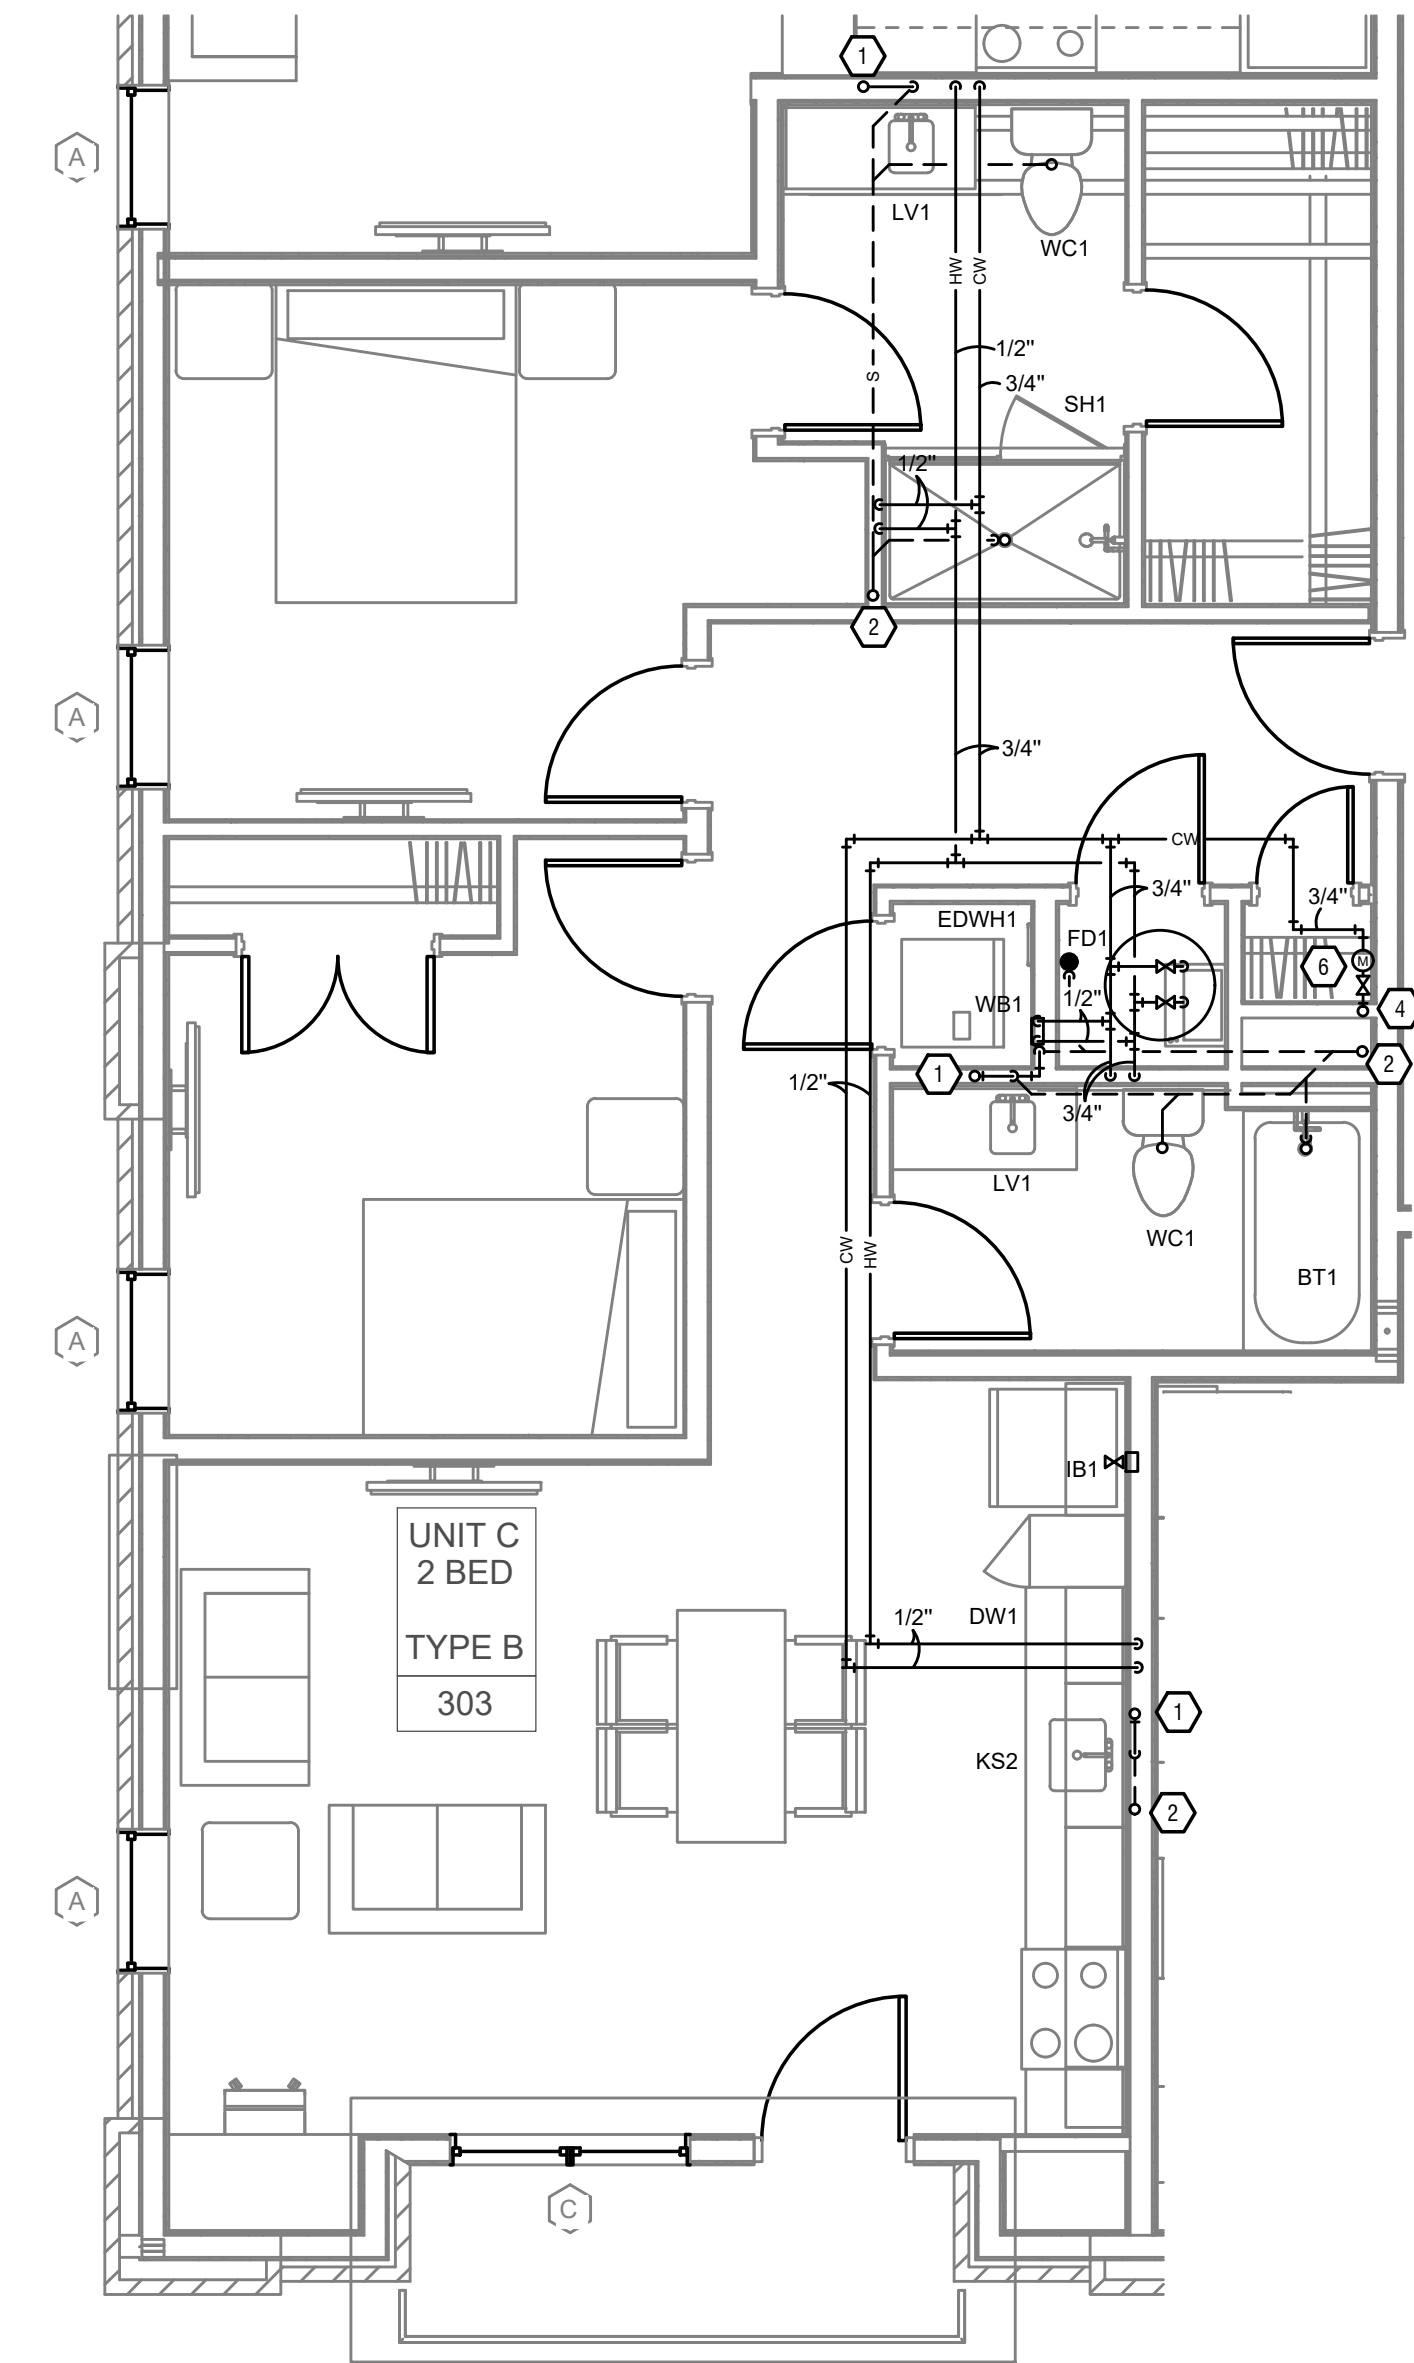 1
A
LV1
WC1
HW
CW
1/2"
3/4"
S
SH1
1/2"
2
A
3/4"
CW
3/4"
3/4"
EDWH1
FD1
M
6
WB1
1/2"
4
2
1
1/2"
3/4"
LV1
WC1
CW
HW
BT1
A
IB1
UNIT C
2 BED
TYPE B
303
1/2"
DW1
1
KS2
2
A
C